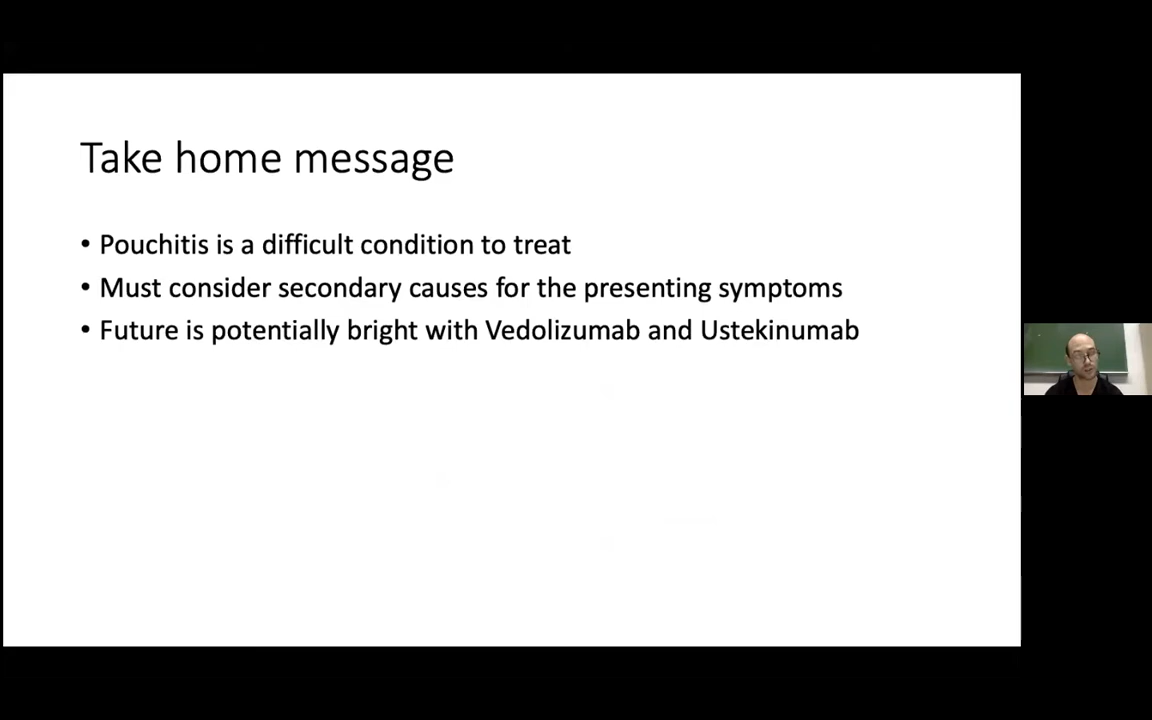 Take home message
• Pouchitis is a difficult condition to treat
• Must consider secondary causes for the presenting symptoms
• Future is potentially bright with Vedolizumab and Ustekinumab